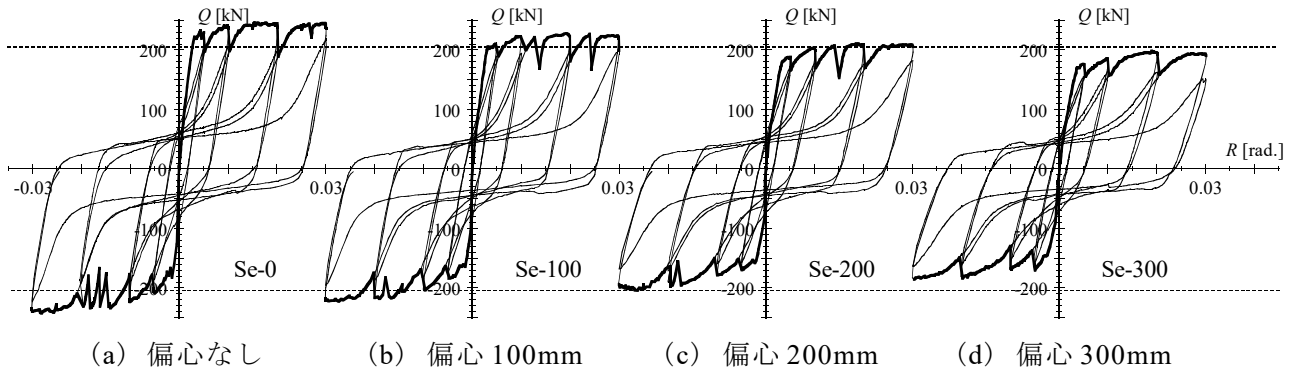 Q [kN] Q [kN] Q [kN] Q [kN]
200 200 200 200
100 100 100 100
0 0 0 0 R [rad.]
-0.03 0.03 0.03 0.03 0.03
-100 -100 -100 -100
Se-0 Se-100 Se-200 Se-300
-200 -200 -200 -200
(a) 偏心なし (b) 偏心 100mm (c) 偏心 200mm (d) 偏心 300mm